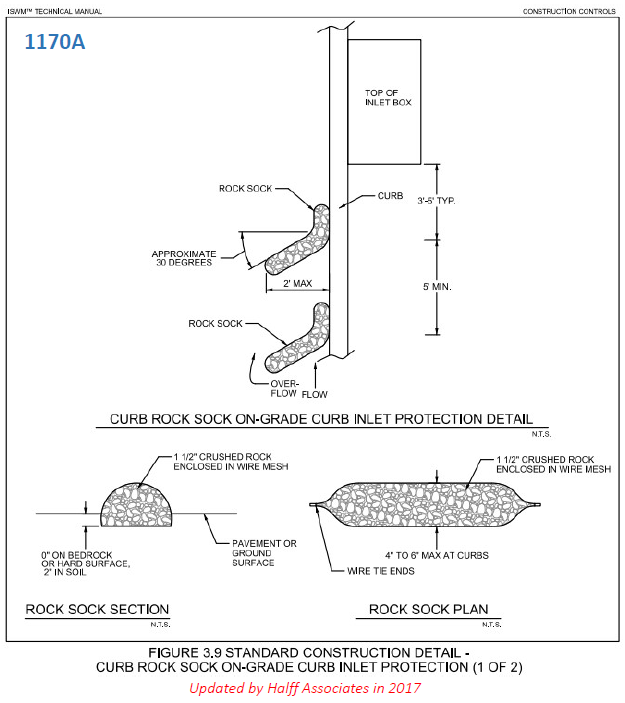 iSWM™ TECHNICAL MANUAL
CONSTRUCTION CONTROLS
1170A
TOP OF
INLET BOX
ROCK SOCK
CURB
3'-5' TYP.
APPROXIMATE
30 DEGREES
2' MAX
5' MIN.
ROCK SOCK
OVER-
FLOW
FLOW
CURB ROCK SOCK ON-GRADE CURB INLET PROTECTION DETAIL
N.T.S.
1 1/2" CRUSHED ROCK
ENCLOSED IN WIRE MESH
1 1/2" CRUSHED ROCK
ENCLOSED IN WIRE MESH
0" ON BEDROCK
OR HARD SURFACE,
2" IN SOIL
PAVEMENT OR
GROUND
SURFACE
4" TO 6" MAX AT CURBS
WIRE TIE ENDS
ROCK SOCK SECTION
N.T.S.
ROCK SOCK PLAN
N.T.S.
FIGURE 3.9 STANDARD CONSTRUCTION DETAIL -
CURB ROCK SOCK ON-GRADE CURB INLET PROTECTION (1 OF 2)
Updated by Halff Associates in 2017